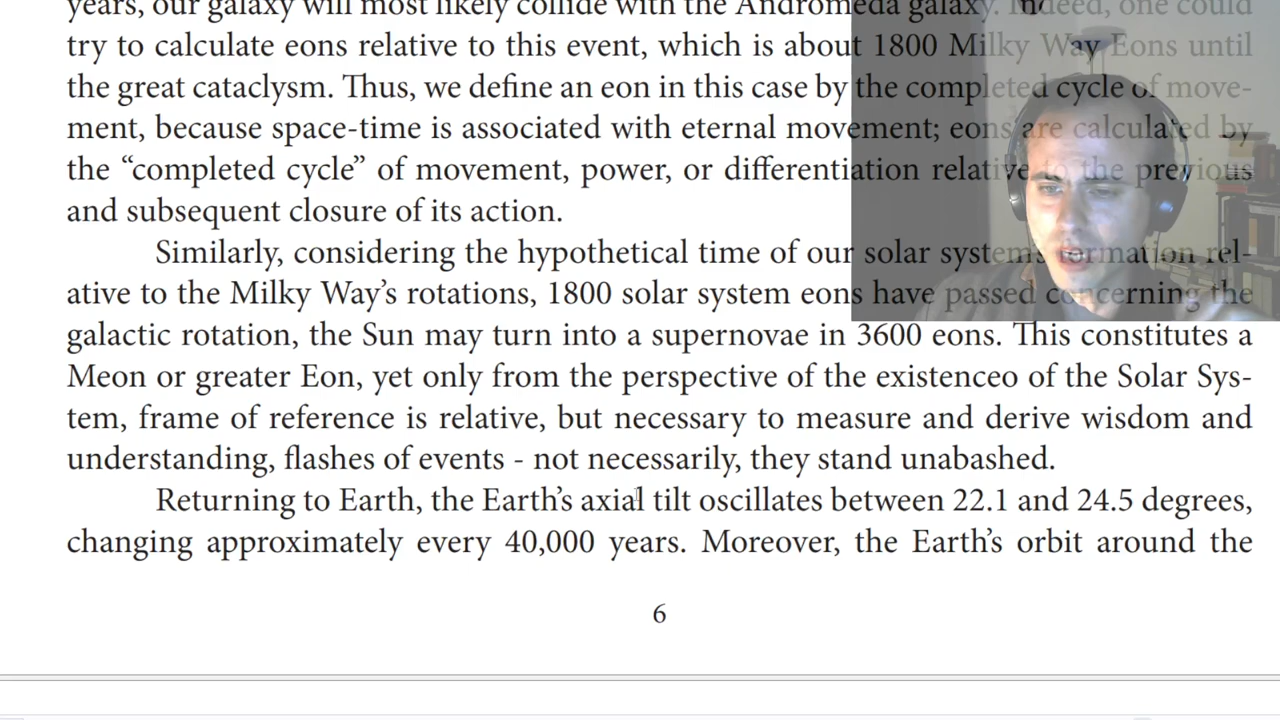 years, our galaxy will most likely collide with the Andromeda galaxy. Indeed, one could
try to calculate eons relative to this event, which is about 1800 Milky Way Eons until
the great cataclysm. Thus, we define an eon in this case by the completed cycle of move-
ment, because space-time is associated with eternal movement; eons are calculated by
the “completed cycle” of movement, power, or differentiation relative to the previous
and subsequent closure of its action.
Similarly, considering the hypothetical time of our solar systems formation rel-
ative to the Milky Way’s rotations, 1800 solar system eons have passed concerning the
galactic rotation, the Sun may turn into a supernovae in 3600 eons. This constitutes a
Meon or greater Eon, yet only from the perspective of the existenceo of the Solar Sys-
tem, frame of reference is relative, but necessary to measure and derive wisdom and
understanding, flashes of events - not necessarily, they stand unabashed.
Returning to Earth, the Earth’s axial tilt oscillates between 22.1 and 24.5 degrees,
changing approximately every 40,000 years. Moreover, the Earth’s orbit around the
6